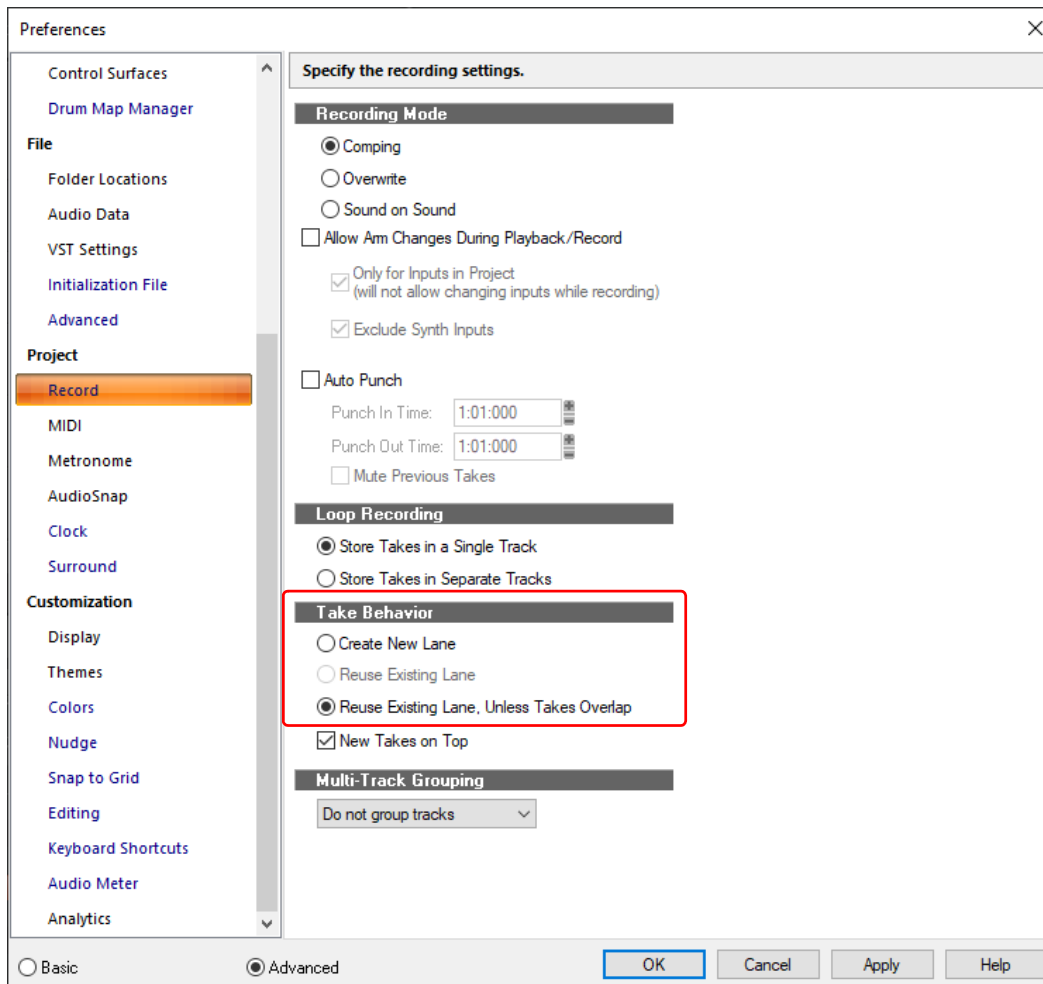 Preferences
Control Surfaces
Drum Map Manager
File
Folder Locations
Audio Data
VST Settings
Initialization File
Advanced
Project
Record
MIDI
Metronome
AudioSnap
Clock
Surround
Customization
Display
Themes
Colors
Nudge
Snap to Grid
Editing
Keyboard Shortcuts
Audio Meter
Analytics
Specify the recording settings.
Recording Mode
Comping
Overwrite
Sound on Sound
Allow Arm Changes During Playback/Record
Only for Inputs in Project
(will not allow changing inputs while recording)
Exclude Synth Inputs
Auto Punch
Punch In Time: 1:01:000
Punch Out Time: 1:01:000
Mute Previous Takes
Loop Recording
Store Takes in a Single Track
Store Takes in Separate Tracks
Take Behavior
Create New Lane
Reuse Existing Lane
Reuse Existing Lane, Unless Takes Overlap
New Takes on Top
Multi-Track Grouping
Do not group tracks
Basic
Advanced
OK
Cancel
Apply
Help